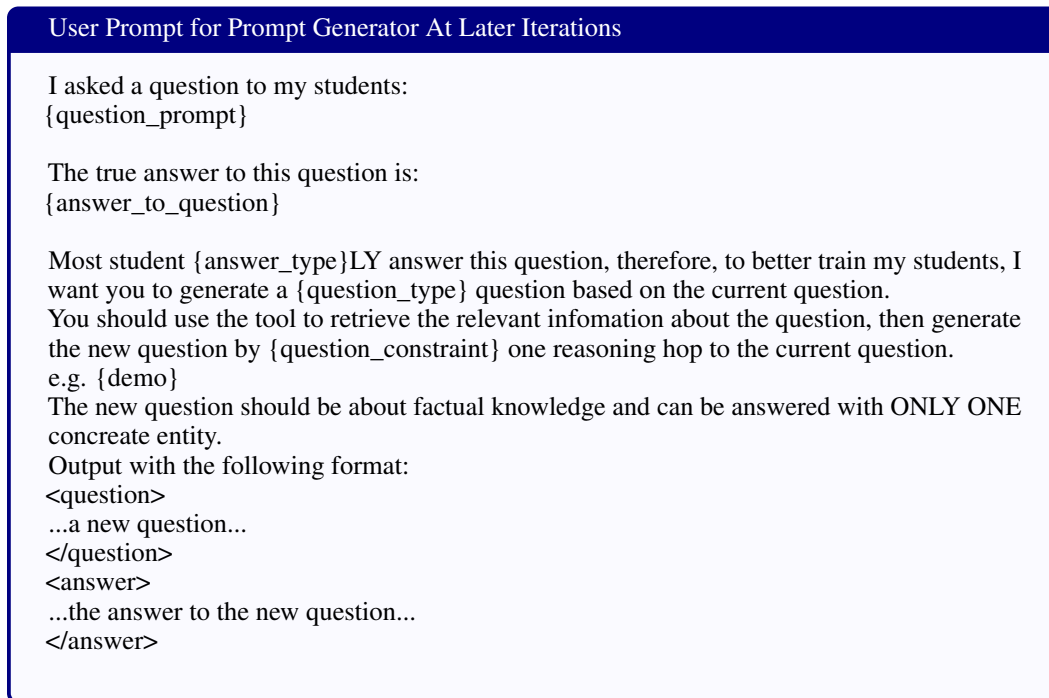 User Prompt for Prompt Generator At Later Iterations
I asked a question to my students:
{question_prompt}
The true answer to this question is:
{answer_to_question}
Most student {answer_type}LY answer this question, therefore, to better train my students, I
want you to generate a {question_type} question based on the current question.
You should use the tool to retrieve the relevant infomation about the question, then generate
the new question by {question_constraint} one reasoning hop to the current question.
e.g. {demo}
The new question should be about factual knowledge and can be answered with ONLY ONE
concreate entity.
Output with the following format:
<question>
...a new question...
</question>
<answer>
...the answer to the new question...
</answer>